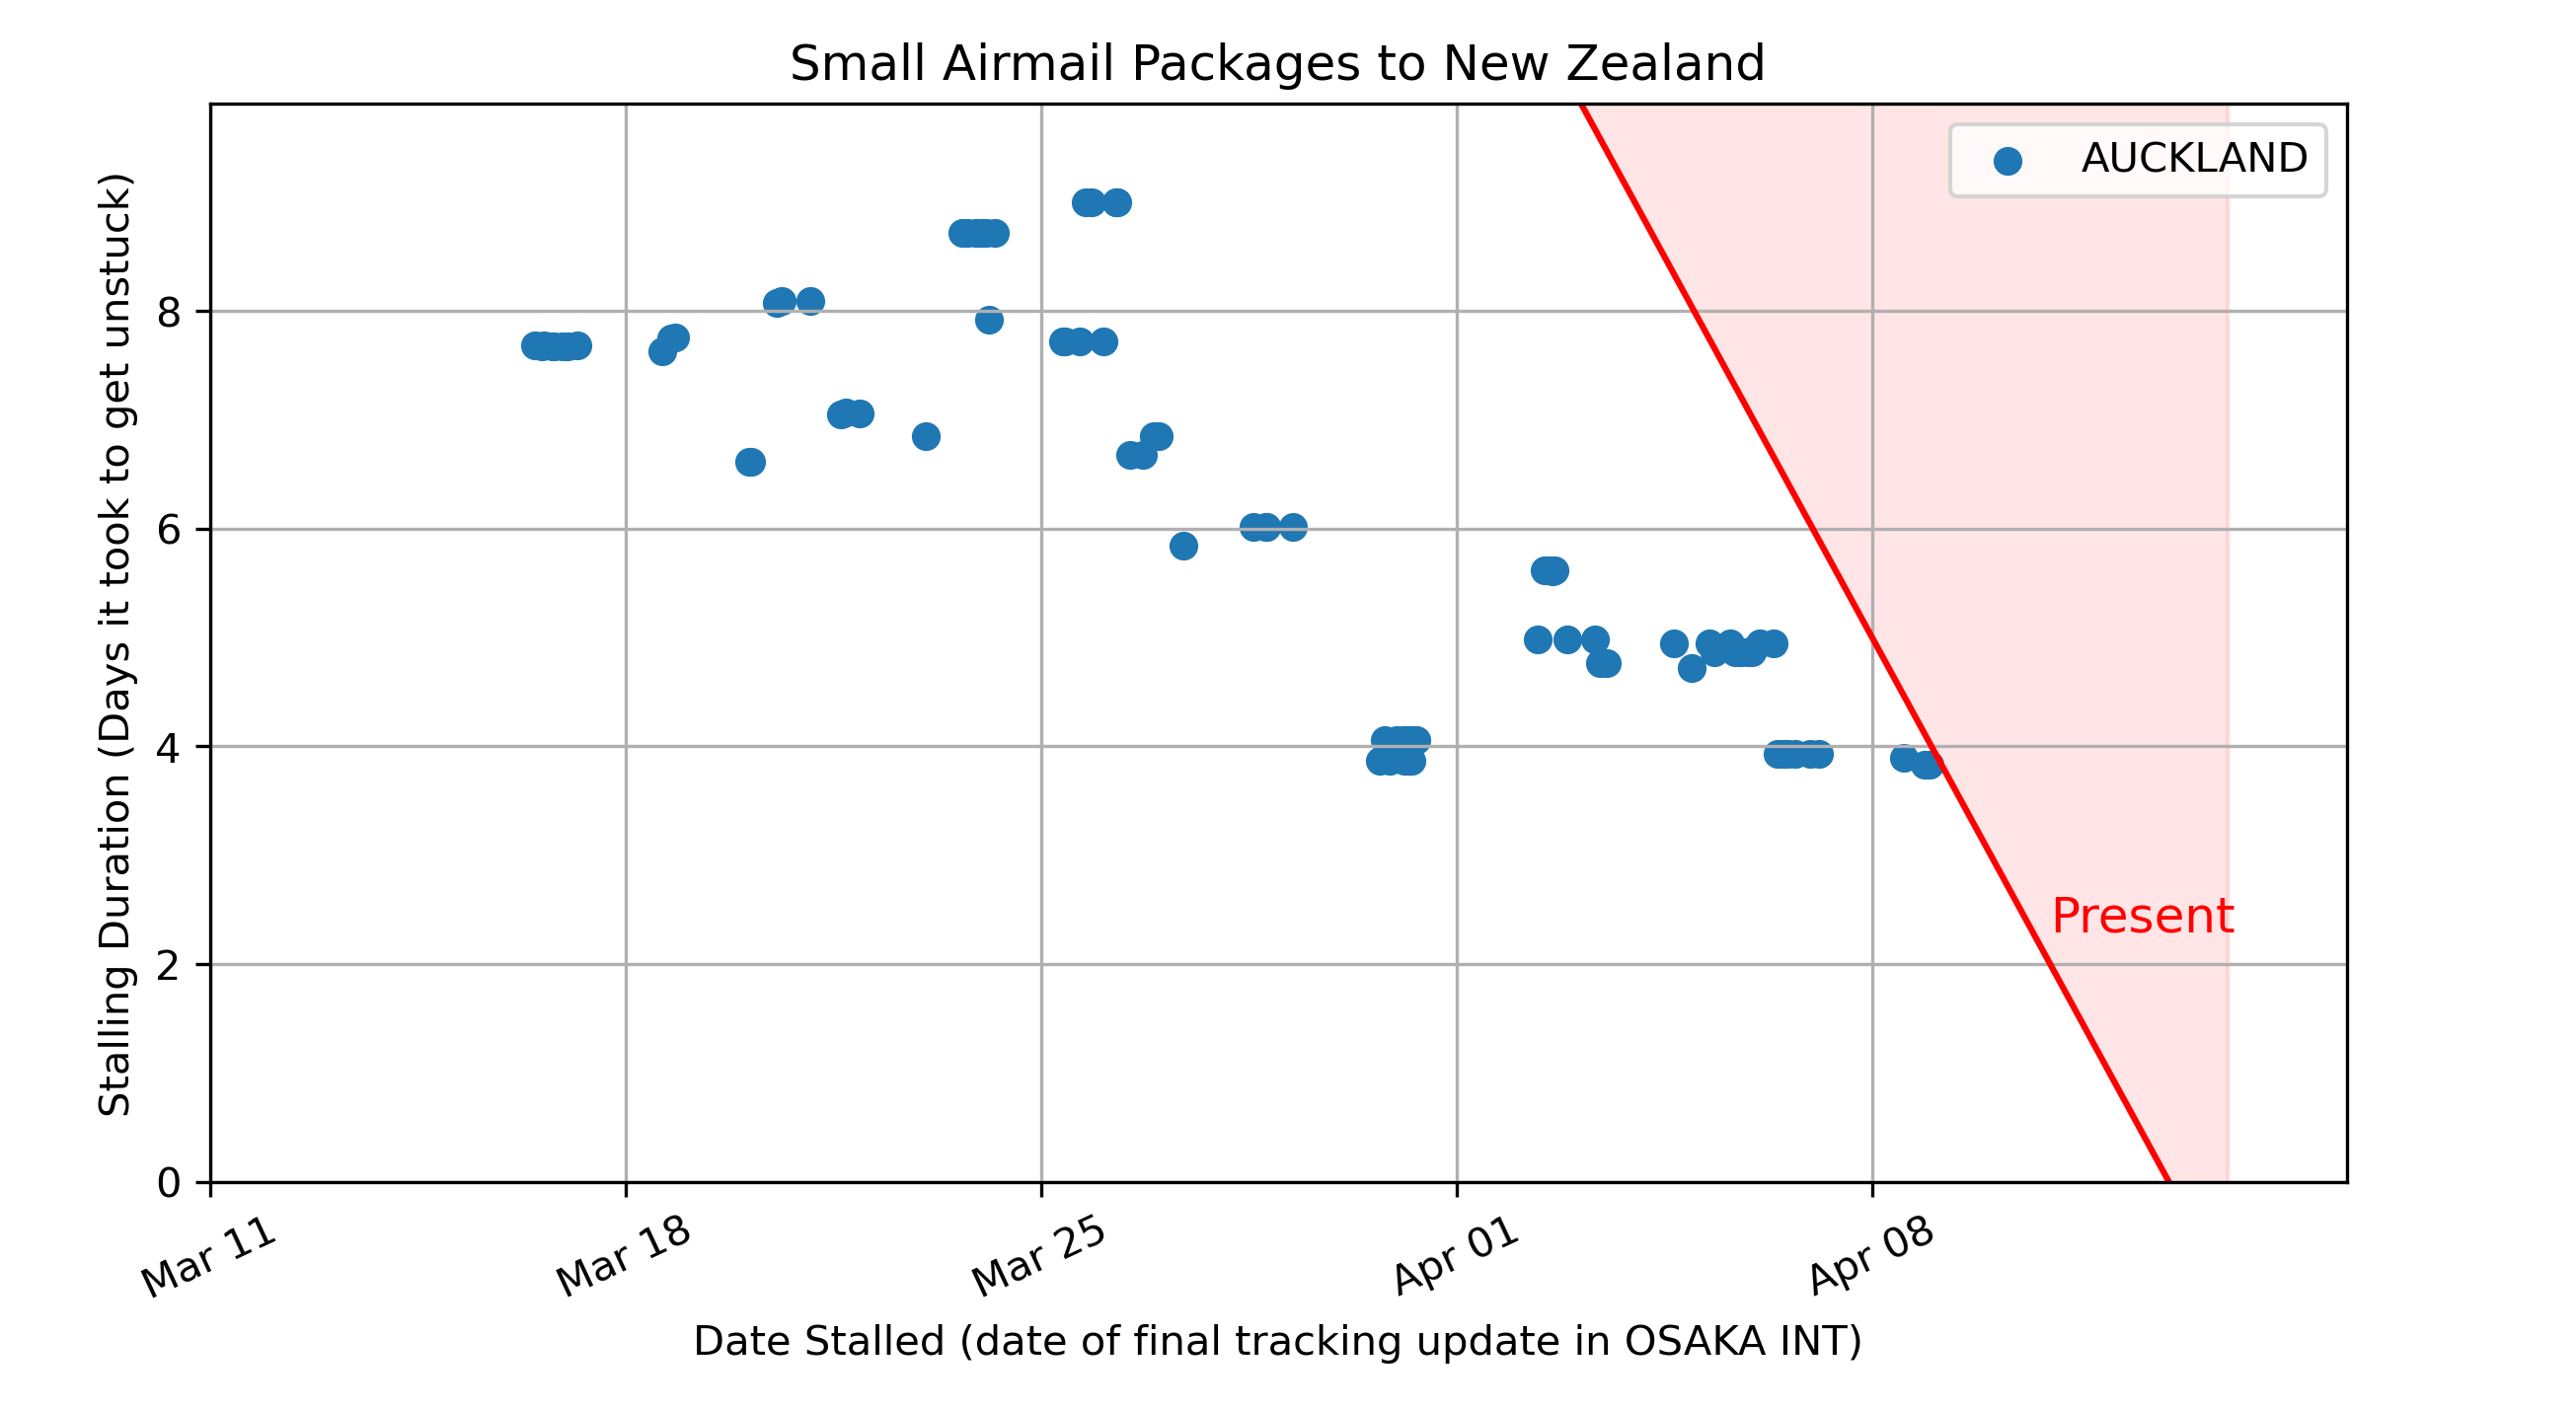 Small Airmail Packages to New Zealand
AUCKLAND
Stalling Duration (Days it took to get unstuck)
8
6
4
2
0
Present
Mar 11
Mar 18
Mar 25
Apr 01
Apr 08
Date Stalled (date of final tracking update in OSAKA INT)